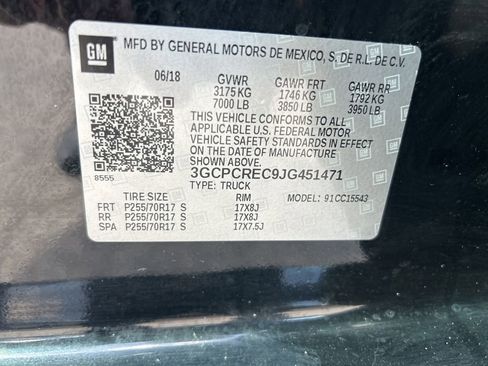 GM MFD BY GENERAL MOTORS DE MEXICO, S. DE R.L. DE C.V.
06/18 GVWR GAWR FRT GAWR RR
3175 KG 1746 KG 1792 KG
7000 LB 3850 LB 3950 LB
THIS VEHICLE CONFORMS TO ALL
APPLICABLE U.S. FEDERAL MOTOR
VEHICLE SAFETY STANDARDS IN EFFECT
ON THE DATE OF MANUFACTURE
SHOWN ABOVE.
8555 3GCPCREC9JG451471
TYPE: TRUCK MODEL: 91CC15543
TIRE SIZE RIM
FRT P255/70R17 S 17X8J
RR P255/70R17 S 17X8J
SPA P255/70R17 S 17X7.5J